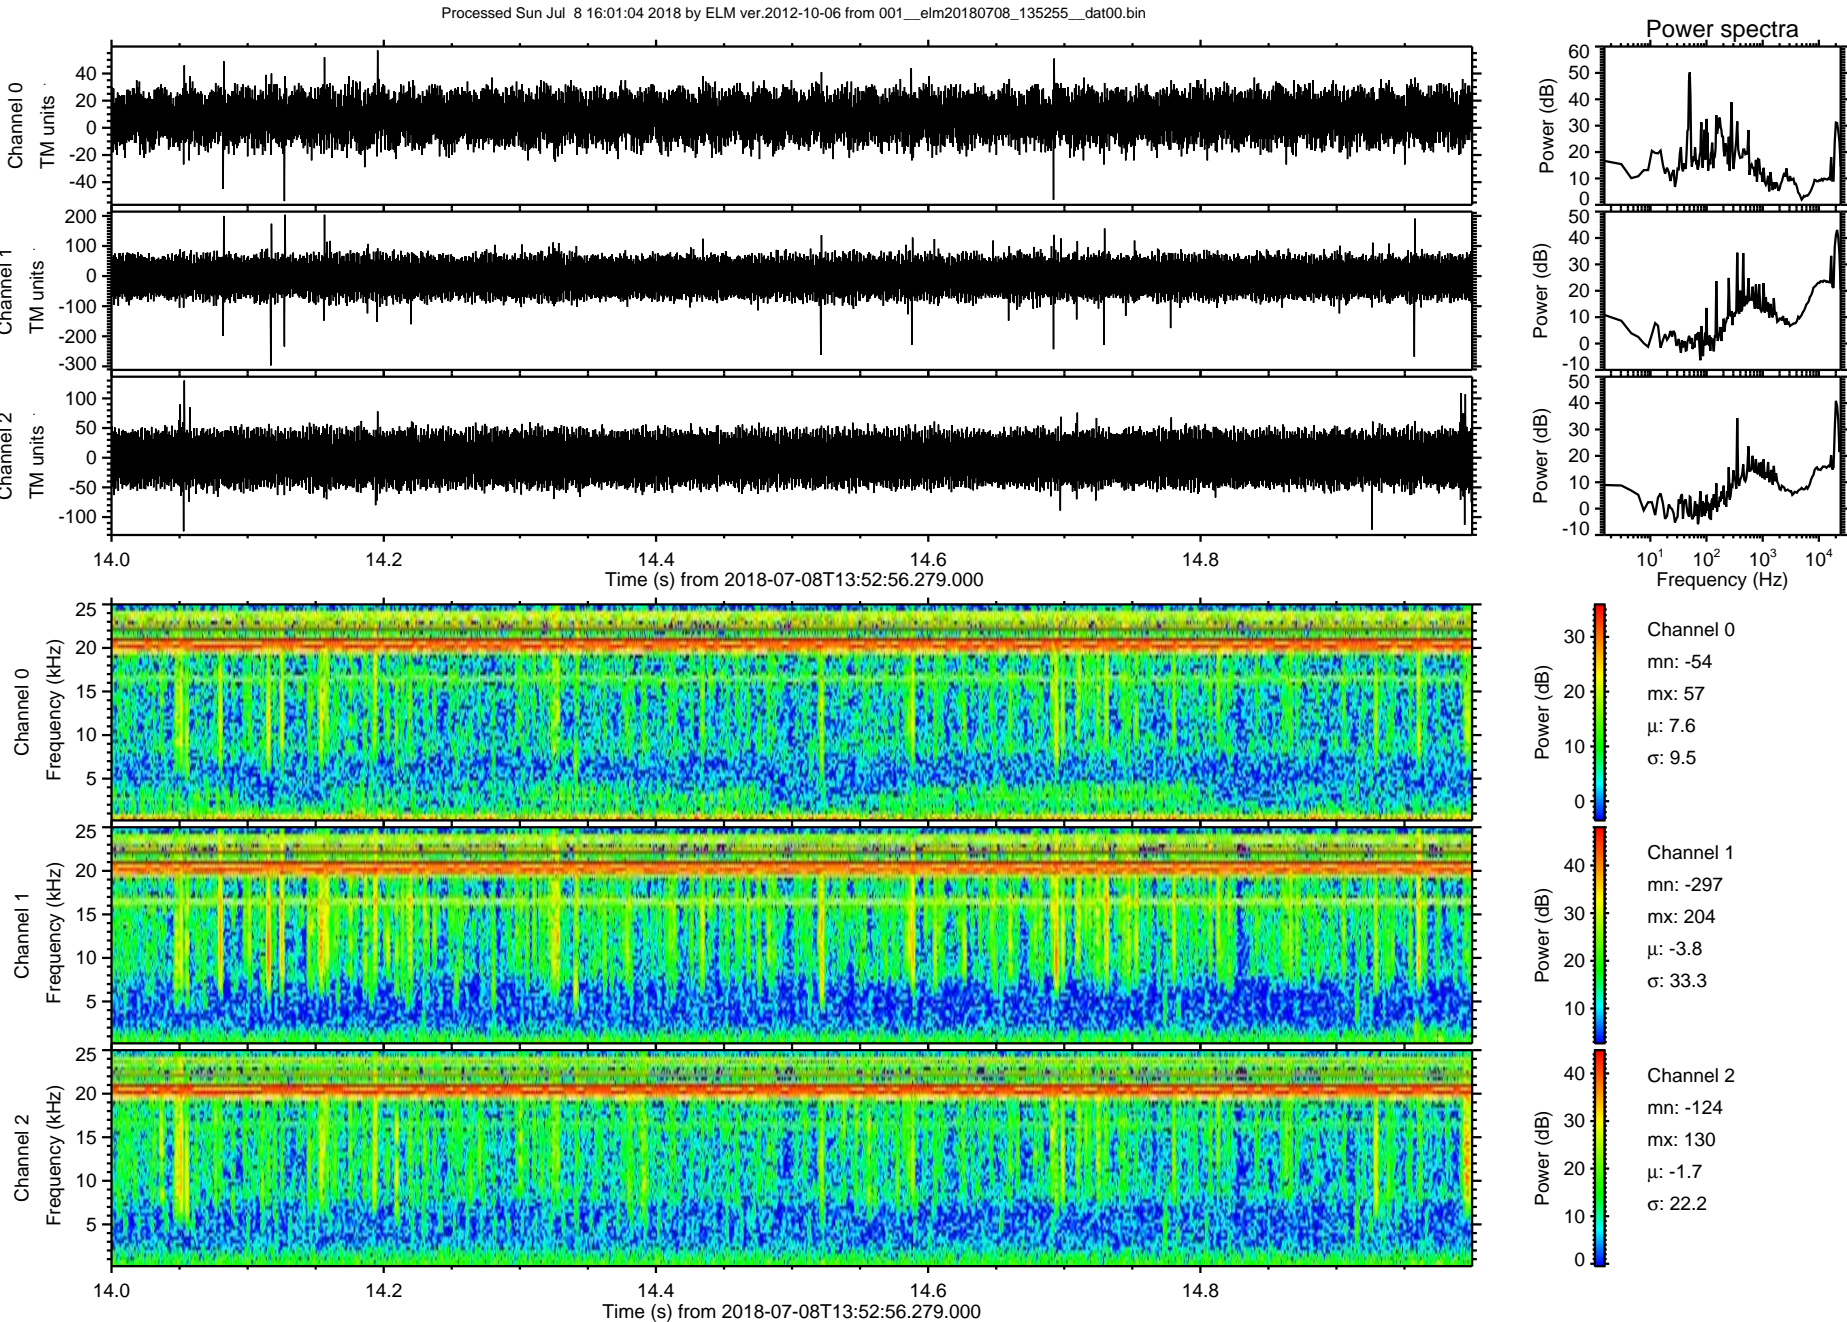 Processed Sun Jul 8 16:01:04 2018 by ELM ver.2012-10-06 from 001__elm20180708_135255__dat00.bin
Power spectra
Channel 0
TM units
40
20
0
-20
-40
Power (dB)
60
50
40
30
20
10
0
Channel 1
TM units
200
100
0
-100
-200
-300
Power (dB)
50
40
30
20
10
0
-10
Channel 2
TM units
100
50
0
-50
-100
Power (dB)
50
40
30
20
10
0
-10
14.0 14.2 14.4 14.6 14.8
Time (s) from 2018-07-08T13:52:56.279.000
10¹ 10² 10³ 10⁴
Frequency (Hz)
Channel 0
Frequency (kHz)
25
20
15
10
5
Power (dB)
30
20
10
0
Channel 0
mn: -54
mx: 57
μ: 7.6
σ: 9.5
Channel 1
Frequency (kHz)
25
20
15
10
5
Power (dB)
40
30
20
10
Channel 1
mn: -297
mx: 204
μ: -3.8
σ: 33.3
Channel 2
Frequency (kHz)
25
20
15
10
5
Power (dB)
40
30
20
10
0
Channel 2
mn: -124
mx: 130
μ: -1.7
σ: 22.2
14.0 14.2 14.4 14.6 14.8
Time (s) from 2018-07-08T13:52:56.279.000